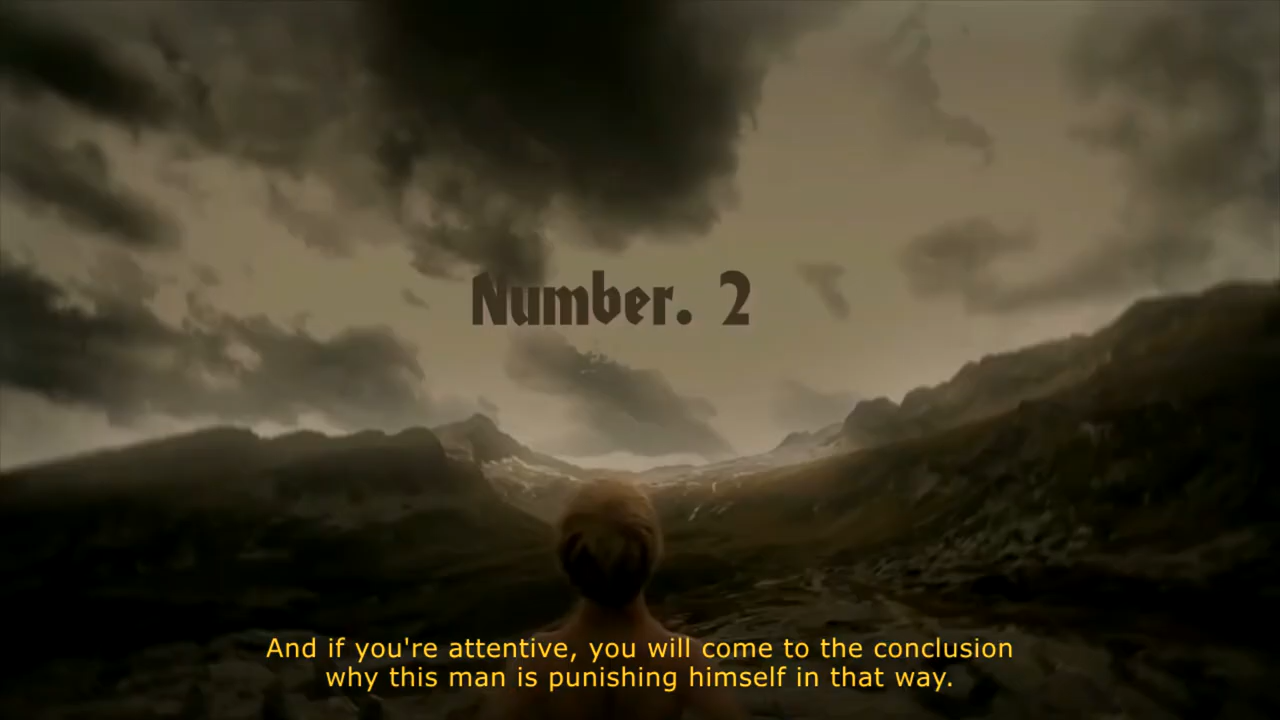 Number. 2
And if you're attentive, you will come to the conclusion
why this man is punishing himself in that way.